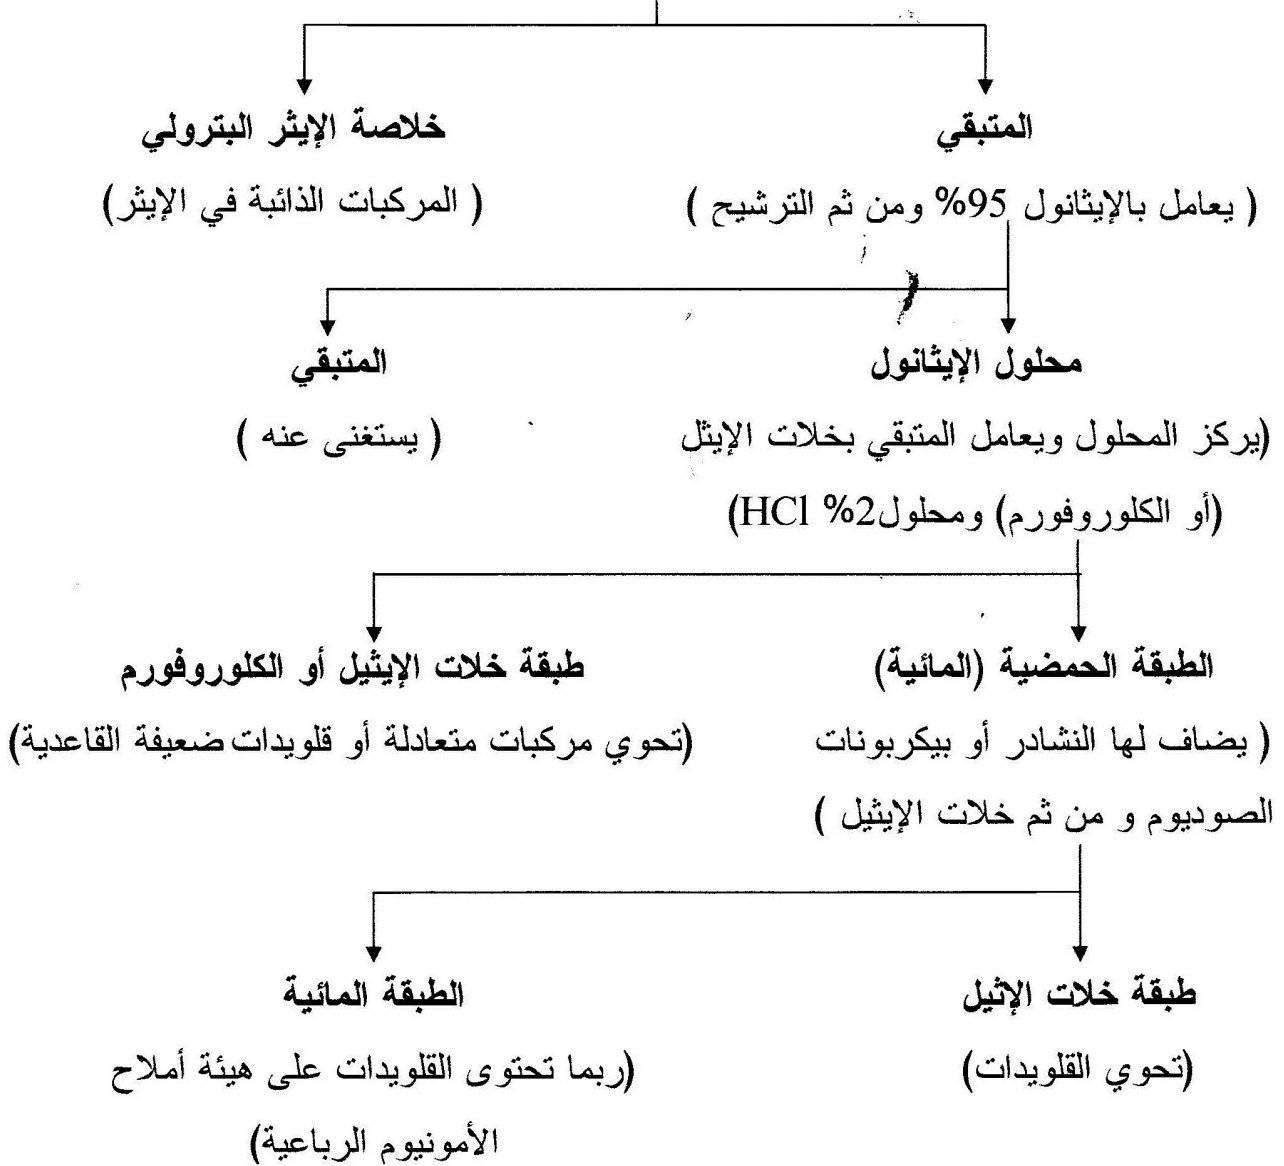 المتبقي
خلاصة الإيثر البترولي
( يعامل بالإيثانول 95% ومن ثم الترشيح )
( المركبات الذائبة في الإيثر)
محلول الإيثانول
المتبقي
(يركز المحلول ويعامل المتبقي بخلات الإيثل
( يستغنى عنه )
(أو الكلوروفورم) ومحلول2% HCl)
الطبقة الحمضية (المائية)
طبقة خلات الإيثيل أو الكلوروفورم
( يضاف لها النشادر أو بيكربونات
(تحوي مركبات متعادلة أو قلويدات ضعيفة القاعدية)
الصوديوم و من ثم خلات الإيثيل )
طبقة خلات الإثيل
الطبقة المائية
(تحوي القلويدات)
(ربما تحتوى القلويدات على هيئة أملاح
الأمونيوم الرباعية)